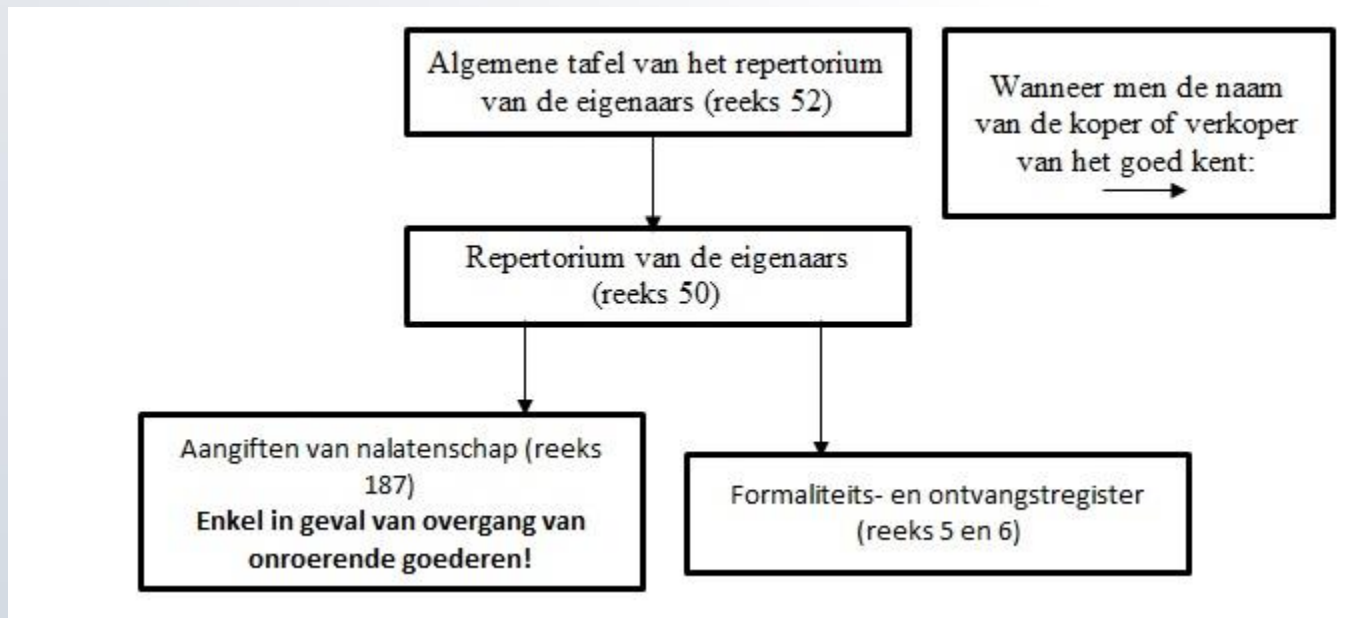 Algemene tafel van het repertorium
van de eigenaars (reeks 52)
Wanneer men de naam
van de koper of verkoper
van het goed kent:
Repertorium van de eigenaars
(reeks 50)
Aangiften van nalatenschap (reeks
187)
Enkel in geval van overgang van
onroerende goederen!
Formaliteits- en ontvangstregister
(reeks 5 en 6)